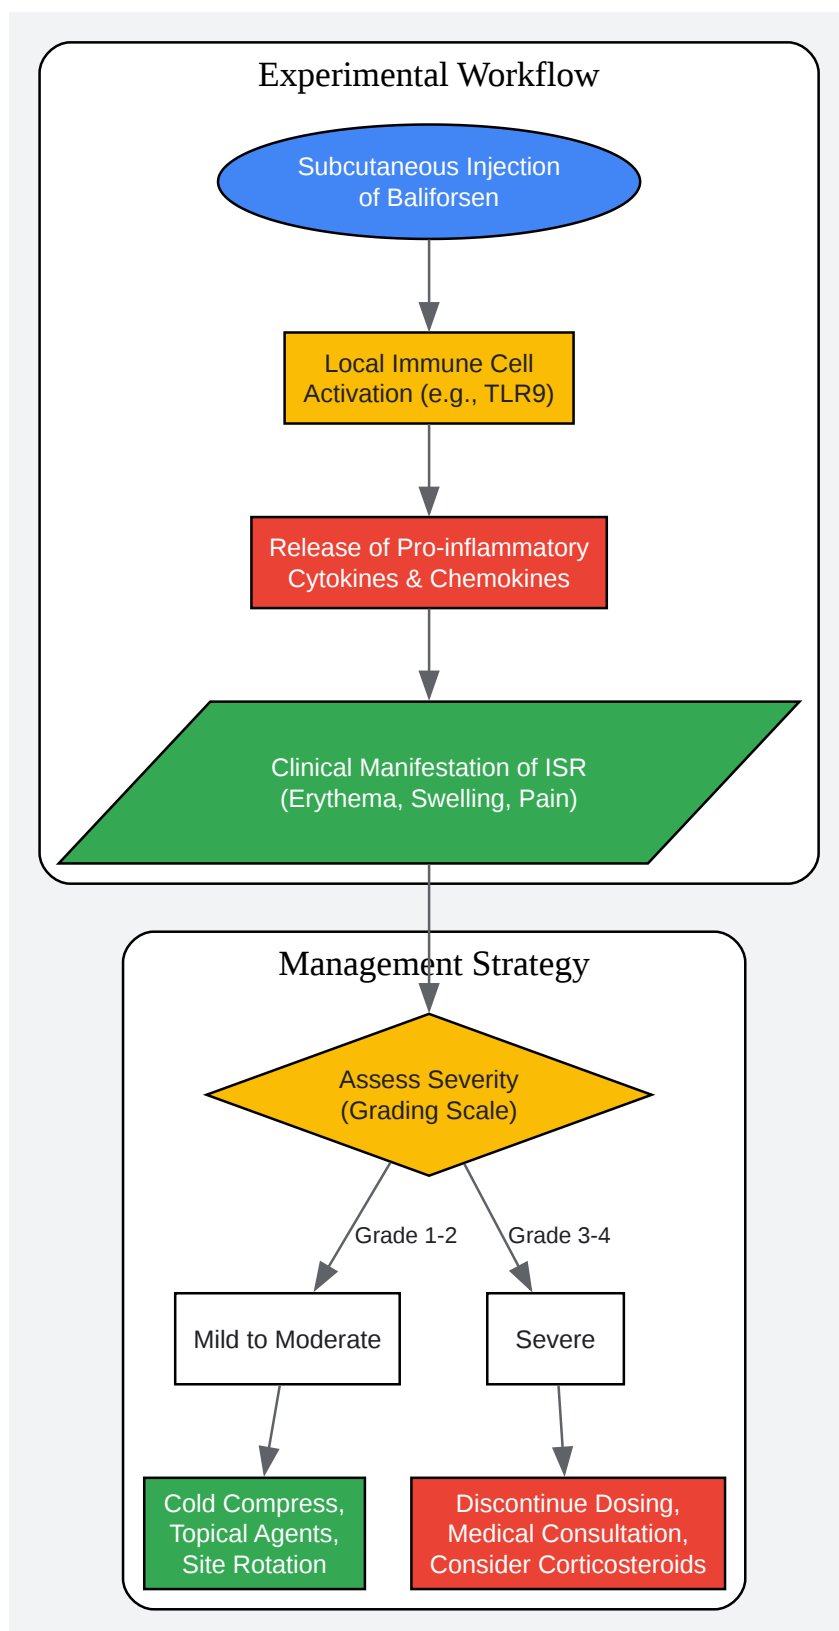 Experimental Workflow
Subcutaneous Injection
of Baliforsen
Local Immune Cell
Activation (e.g., TLR9)
Release of Pro-inflammatory
Cytokines & Chemokines
Clinical Manifestation of ISR
(Erythema, Swelling, Pain)
Management Strategy
Assess Severity
(Grading Scale)
Grade 1-2
Grade 3-4
Mild to Moderate
Severe
Cold Compress,
Topical Agents,
Site Rotation
Discontinue Dosing,
Medical Consultation,
Consider Corticosteroids